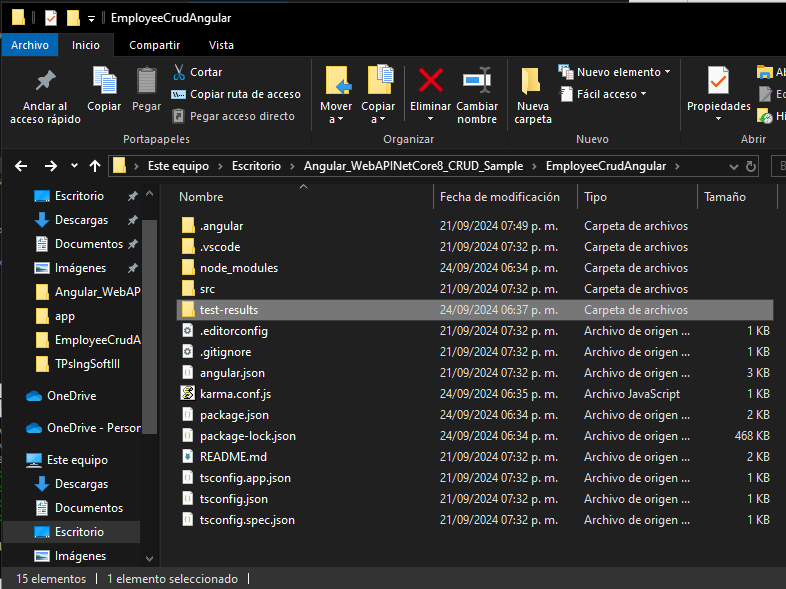 EmployeeCrudAngular
Archivo Inicio Compartir Vista
Anclar al acceso rápido
Copiar
Pegar
Cortar
Copiar ruta de acceso
Pegar acceso directo
Portapapeles
Mover a
Copiar a
Eliminar
Cambiar nombre
Organizar
Nueva carpeta
Nuevo elemento
Fácil acceso
Nuevo
Propiedades
Ab
E
Hi
Abrir
Este equipo › Escritorio › Angular_WebAPINetCore8_CRUD_Sample › EmployeeCrudAngular ›
B
Escritorio
Descargas
Documentos
Imágenes
Angular_WebAP
app
EmployeeCrudA
TPsIngSoftIII
OneDrive
OneDrive - Person
Este equipo
Descargas
Documentos
Escritorio
Imágenes
Nombre Fecha de modificación Tipo Tamaño
.angular 21/09/2024 07:49 p. m. Carpeta de archivos
.vscode 21/09/2024 07:32 p. m. Carpeta de archivos
node_modules 24/09/2024 06:34 p. m. Carpeta de archivos
src 21/09/2024 07:32 p. m. Carpeta de archivos
test-results 24/09/2024 06:37 p. m. Carpeta de archivos
.editorconfig 21/09/2024 07:32 p. m. Archivo de origen ... 1 KB
.gitignore 21/09/2024 07:32 p. m. Archivo de origen ... 1 KB
angular.json 21/09/2024 07:32 p. m. Archivo de origen ... 3 KB
karma.conf.js 24/09/2024 06:35 p. m. Archivo JavaScript 1 KB
package.json 24/09/2024 06:34 p. m. Archivo de origen ... 2 KB
package-lock.json 24/09/2024 06:34 p. m. Archivo de origen ... 468 KB
README.md 21/09/2024 07:32 p. m. Archivo de origen ... 2 KB
tsconfig.app.json 21/09/2024 07:32 p. m. Archivo de origen ... 1 KB
tsconfig.json 21/09/2024 07:32 p. m. Archivo de origen ... 1 KB
tsconfig.spec.json 21/09/2024 07:32 p. m. Archivo de origen ... 1 KB
15 elementos 1 elemento seleccionado